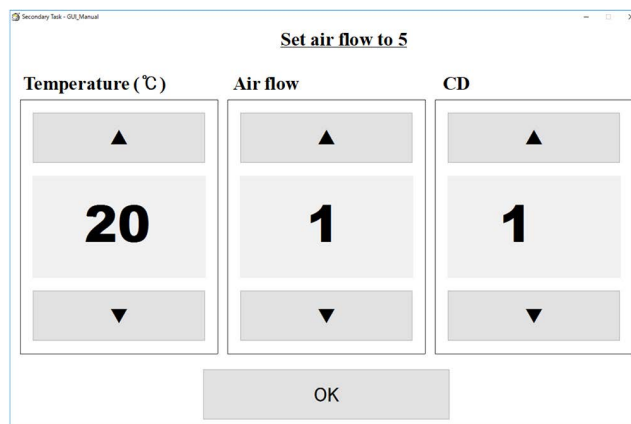 Secondary Task - GUI_Manual
Set air flow to 5
Temperature (℃) Air flow CD
▲ ▲ ▲
20 1 1
▼ ▼ ▼
OK